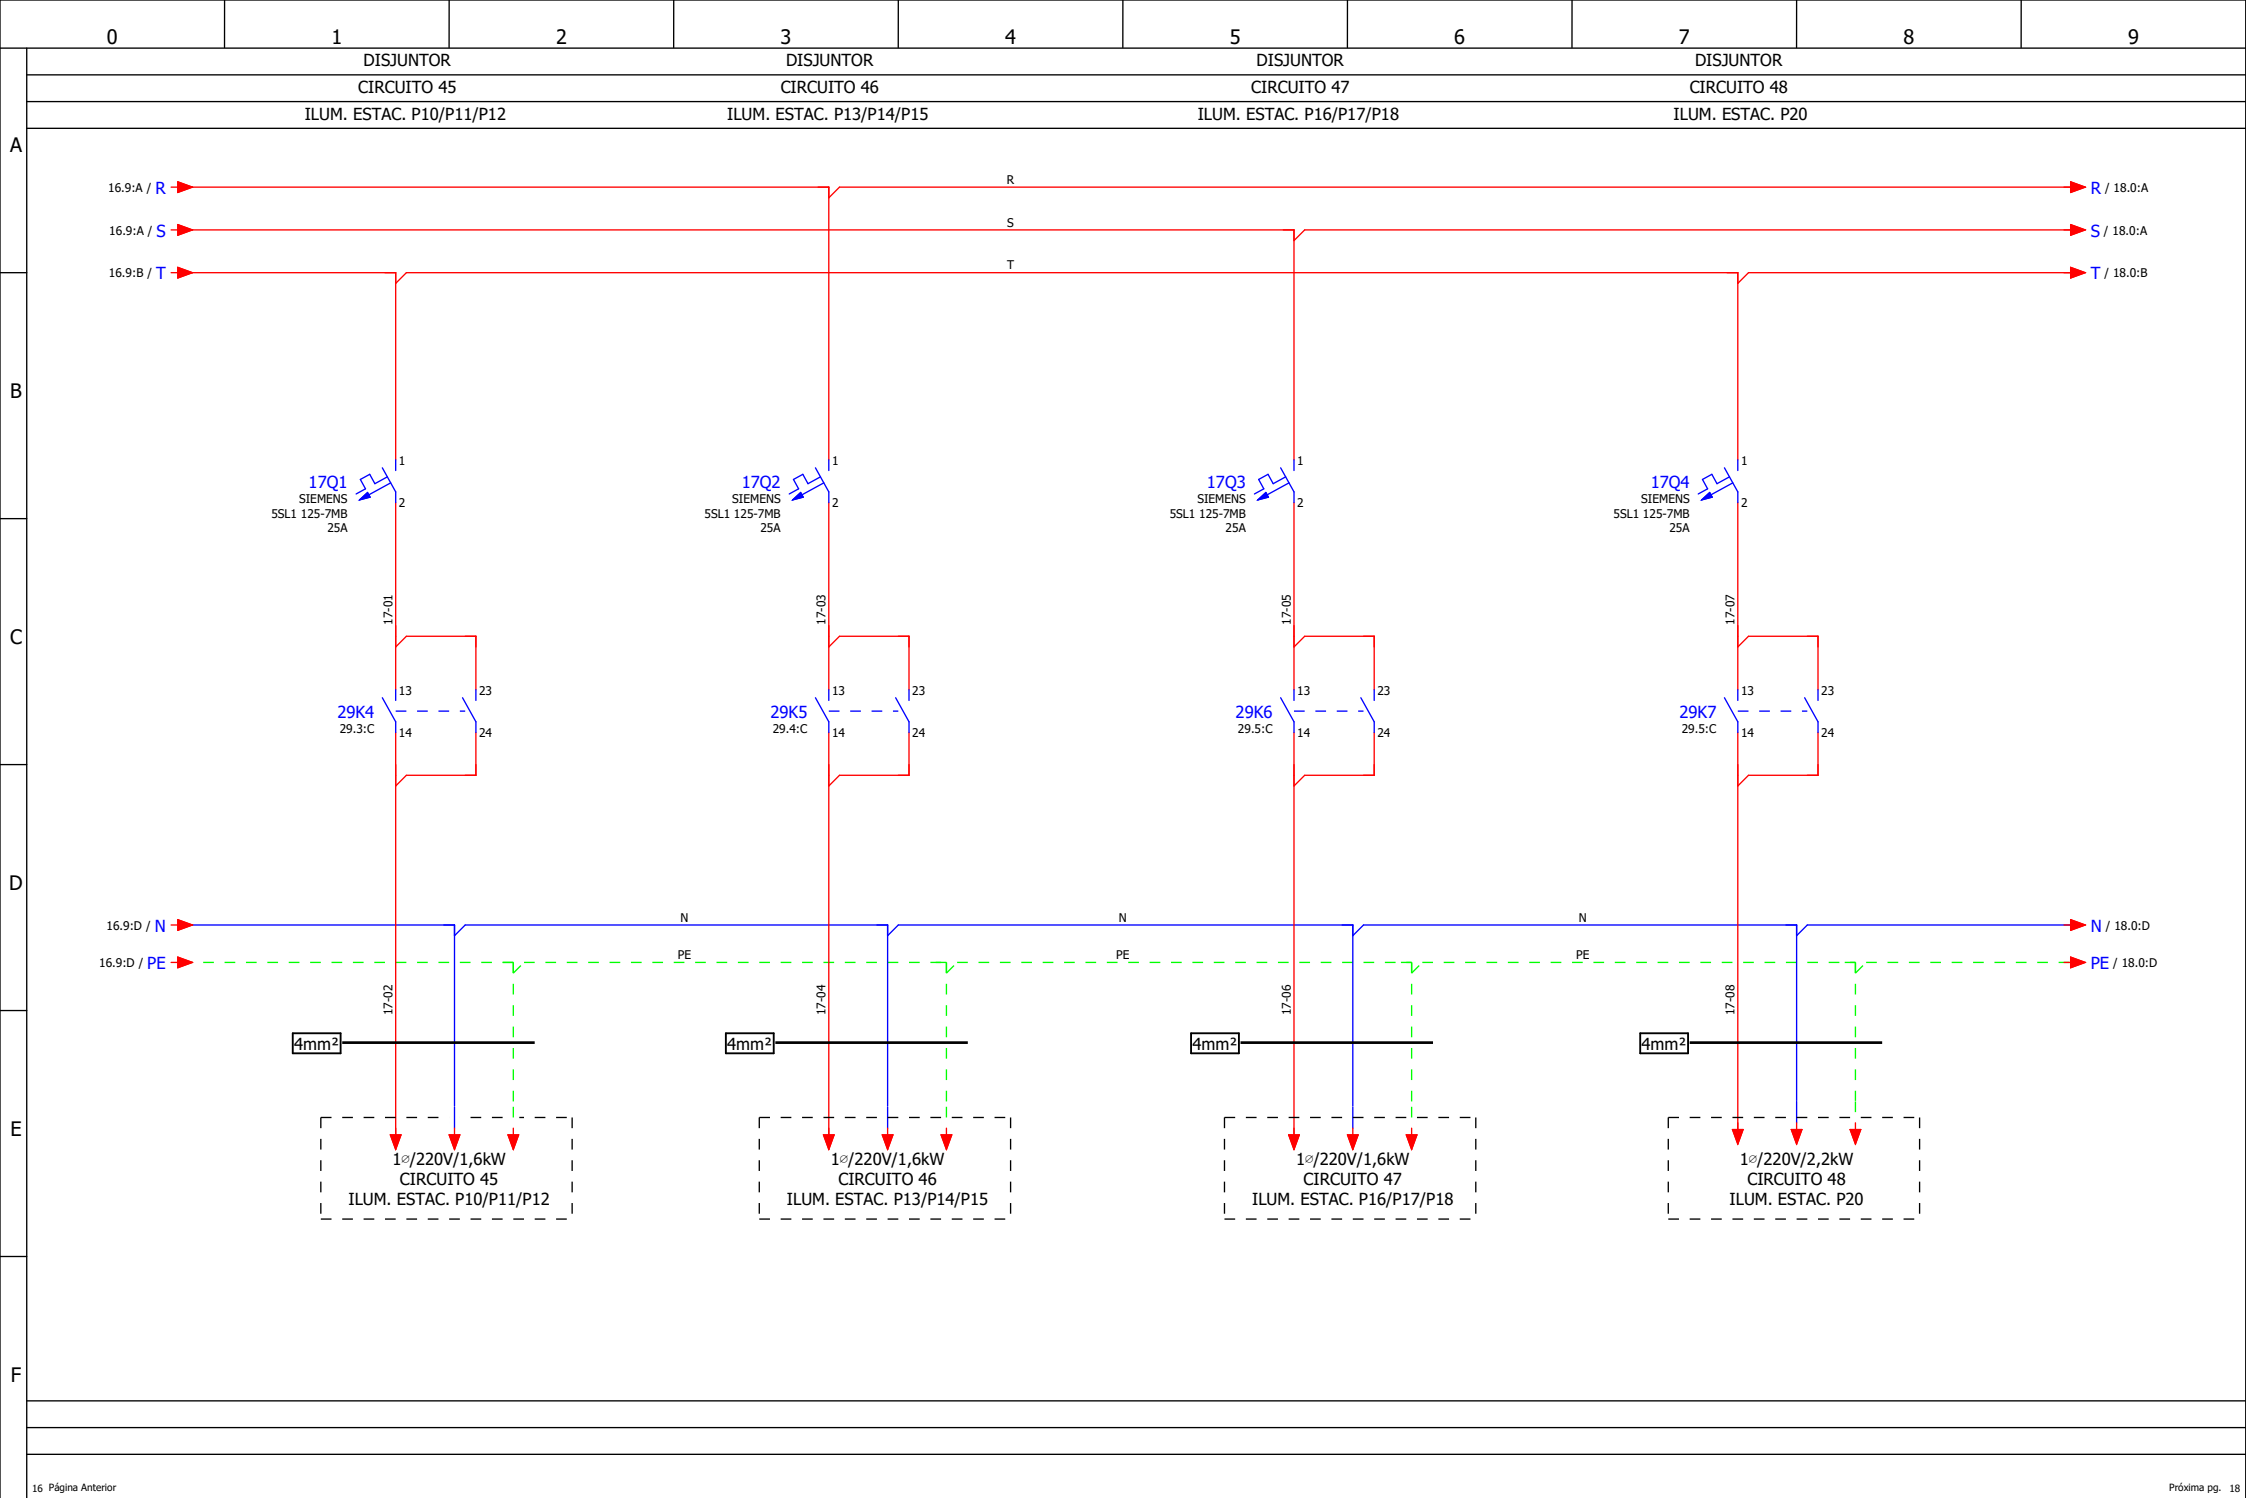 0 1 2 3 4 5 6 7 8 9
DISJUNTOR DISJUNTOR DISJUNTOR DISJUNTOR
CIRCUITO 45 CIRCUITO 46 CIRCUITO 47 CIRCUITO 48
ILUM. ESTAC. P10/P11/P12 ILUM. ESTAC. P13/P14/P15 ILUM. ESTAC. P16/P17/P18 ILUM. ESTAC. P20
A
16.9:A / R R R / 18.0:A
16.9:A / S S S / 18.0:A
16.9:B / T T T / 18.0:B
B
1 1 1 1
17Q1 17Q2 17Q3 17Q4
SIEMENS SIEMENS SIEMENS SIEMENS
2 2 2 2
5SL1 125-7MB 5SL1 125-7MB 5SL1 125-7MB 5SL1 125-7MB
25A 25A 25A 25A
17-01 17-03 17-05 17-07
C
13 23 13 23 13 23 13 23
29K4 29K5 29K6 29K7
29.3:C 29.4:C 29.5:C 29.5:C
14 24 14 24 14 24 14 24
D
16.9:D / N N N N N / 18.0:D
16.9:D / PE PE PE PE PE / 18.0:D
17-02 17-04 17-06 17-08
4mm² 4mm² 4mm² 4mm²
E
1⌀/220V/1,6kW 1⌀/220V/1,6kW 1⌀/220V/1,6kW 1⌀/220V/2,2kW
CIRCUITO 45 CIRCUITO 46 CIRCUITO 47 CIRCUITO 48
ILUM. ESTAC. P10/P11/P12 ILUM. ESTAC. P13/P14/P15 ILUM. ESTAC. P16/P17/P18 ILUM. ESTAC. P20
F
16 Página Anterior Próxima pg. 18